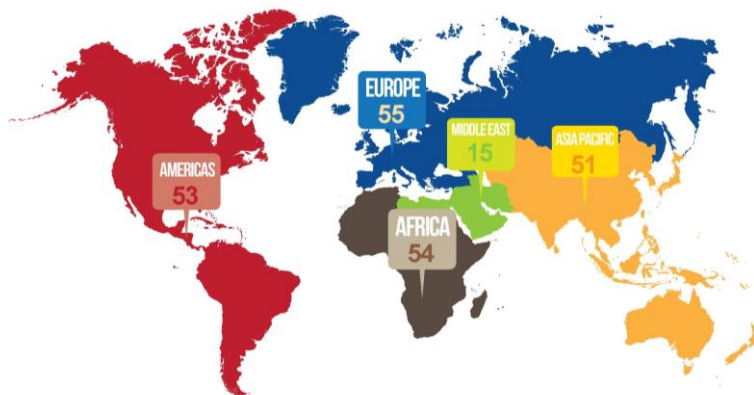 EUROPE
55
MIDDLE EAST
15
ASIA PACIFIC
51
AMERICAS
53
AFRICA
54